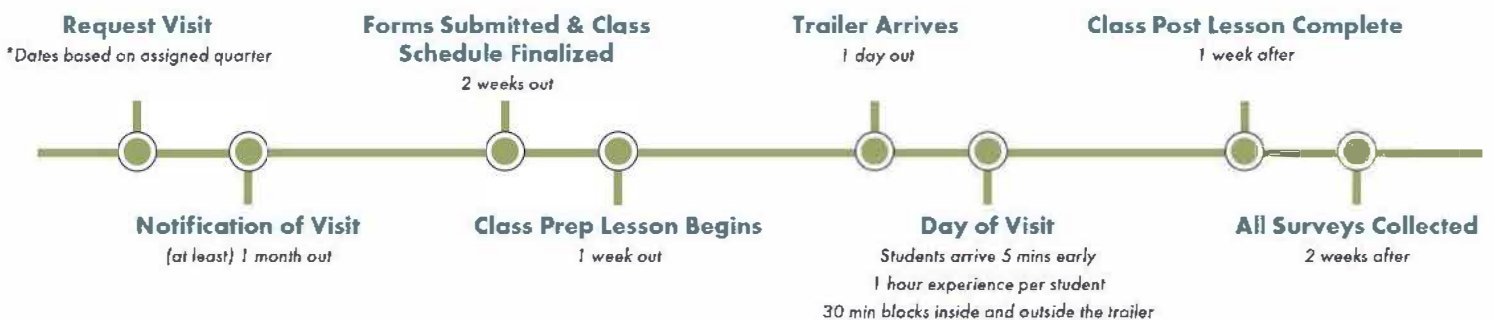 Request Visit
*Dates based on assigned quarter
Forms Submitted & Class
Schedule Finalized
2 weeks out
Trailer Arrives
1 day out
Class Post Lesson Complete
1 week after
Notification of Visit
(at least) 1 month out
Class Prep Lesson Begins
1 week out
Day of Visit
Students arrive 5 mins early
1 hour experience per student
30 min blocks inside and outside the trailer
All Surveys Collected
2 weeks after